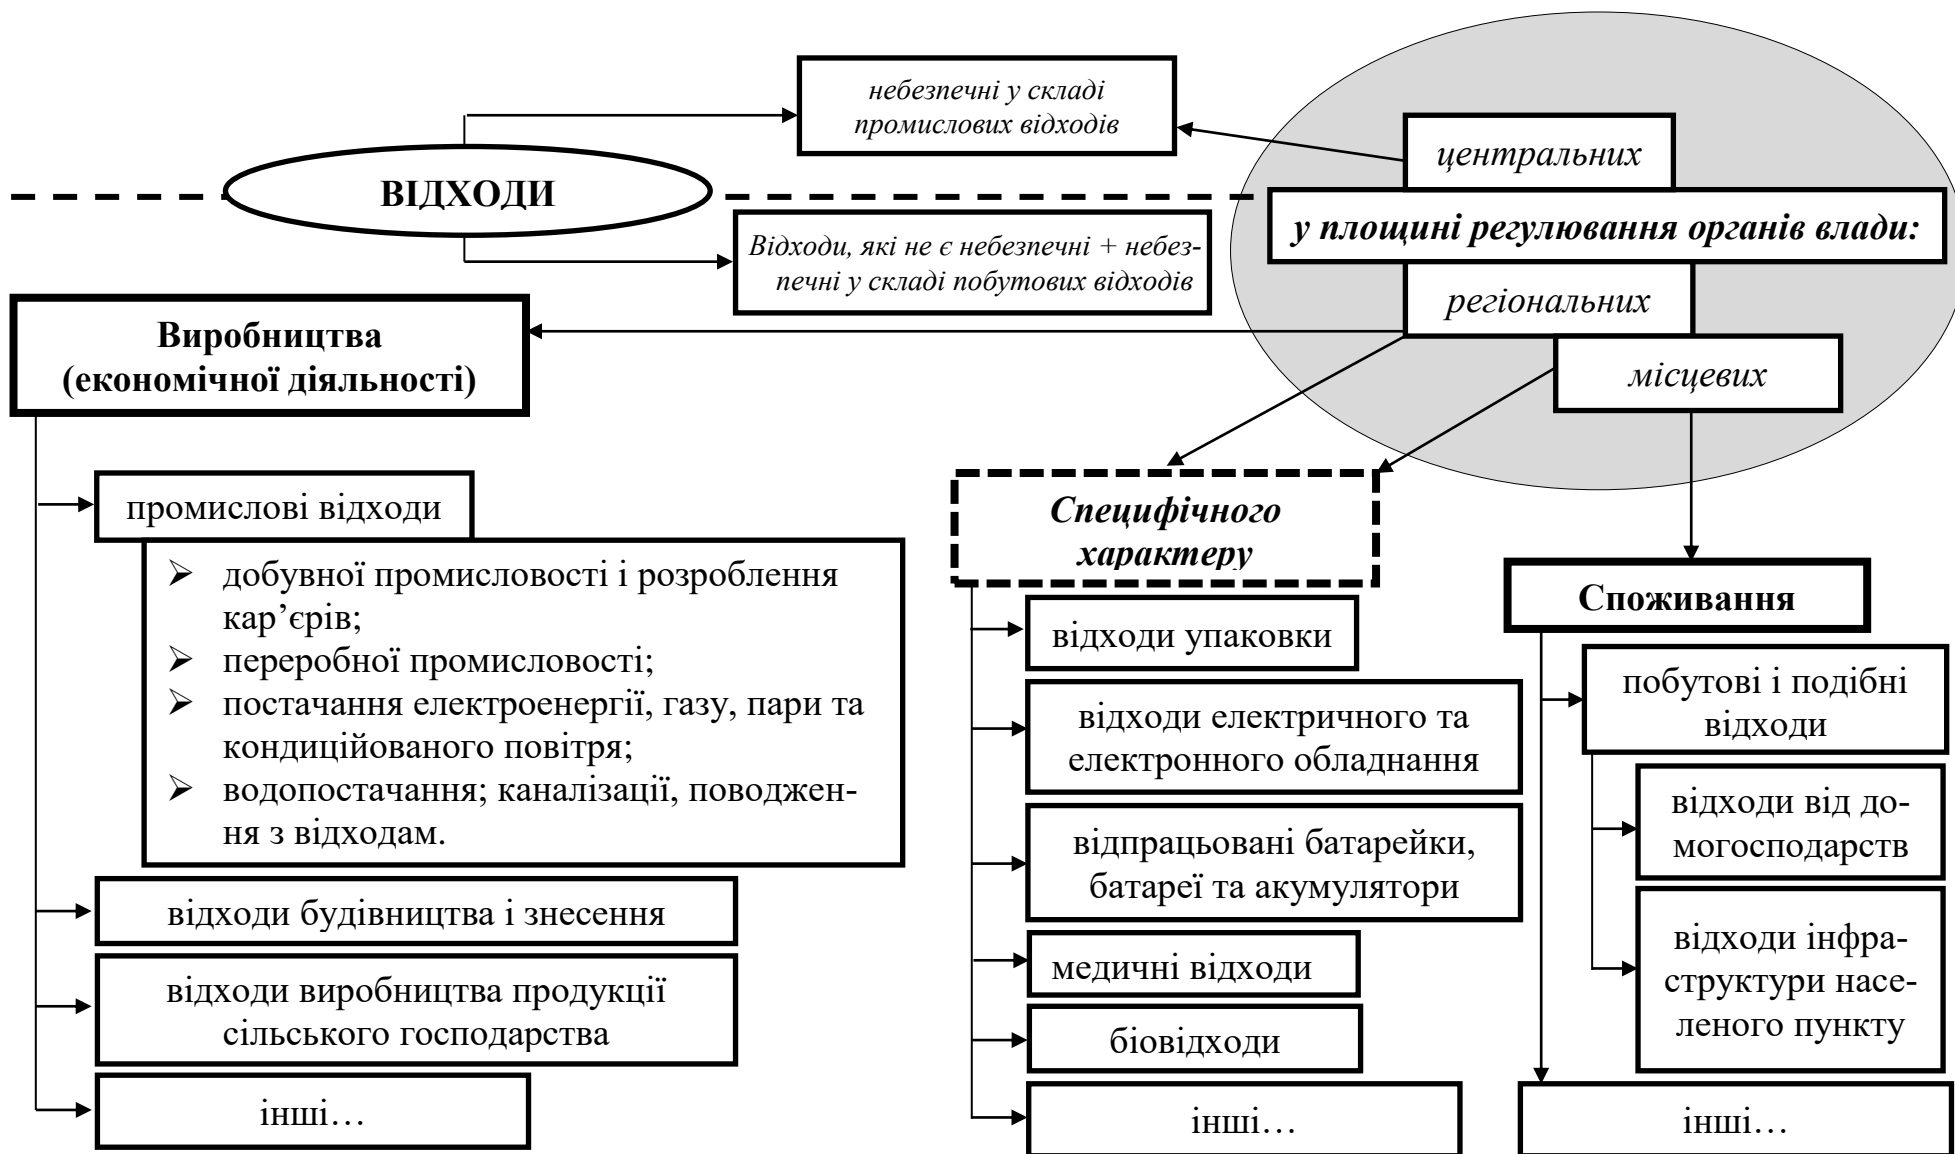 небезпечні у складі
промислових відходів
центральних
ВІДХОДИ
у площині регулювання органів влади:
Відходи, які не є небезпечні + небез-
печні у складі побутових відходів
регіональних
місцевих
Виробництва
(економічної діяльності)
промислові відходи
➢ добувної промисловості і розроблення
кар’єрів;
➢ переробної промисловості;
➢ постачання електроенергії, газу, пари та
кондиційованого повітря;
➢ водопостачання; каналізації, поводжен-
ня з відходам.
відходи будівництва і знесення
відходи виробництва продукції
сільського господарства
інші…
Специфічного
характеру
відходи упаковки
відходи електричного та
електронного обладнання
відпрацьовані батарейки,
батареї та акумулятори
медичні відходи
біовідходи
інші…
Споживання
побутові і подібні
відходи
відходи від до-
могосподарств
відходи інфра-
структури насе-
леного пункту
інші…